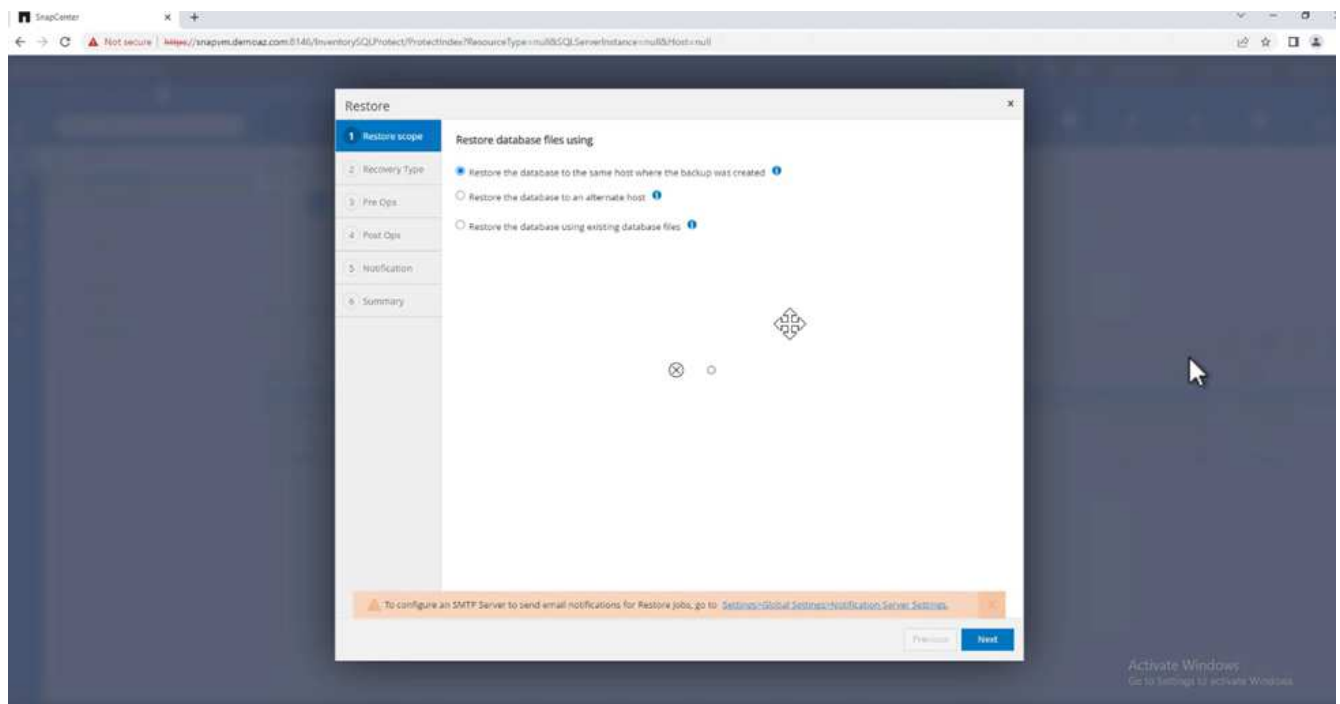 SnapCenter
Not secure
https://snapvm.demoaz.com:8146/InventorySQLProtect/ProtectIndex?ResourceType=null&SQLServerInstance=null&Host=null
Restore
1 Restore scope
2 Recovery Type
3 Pre Ops
4 Post Ops
5 Notification
6 Summary
Restore database files using
Restore the database to the same host where the backup was created
Restore the database to an alternate host
Restore the database using existing database files
To configure an SMTP Server to send email notifications for Restore jobs, go to Settings>Global Settings>Notification Server Settings.
Previous
Next
Activate Windows
Go to Settings to activate Windows.